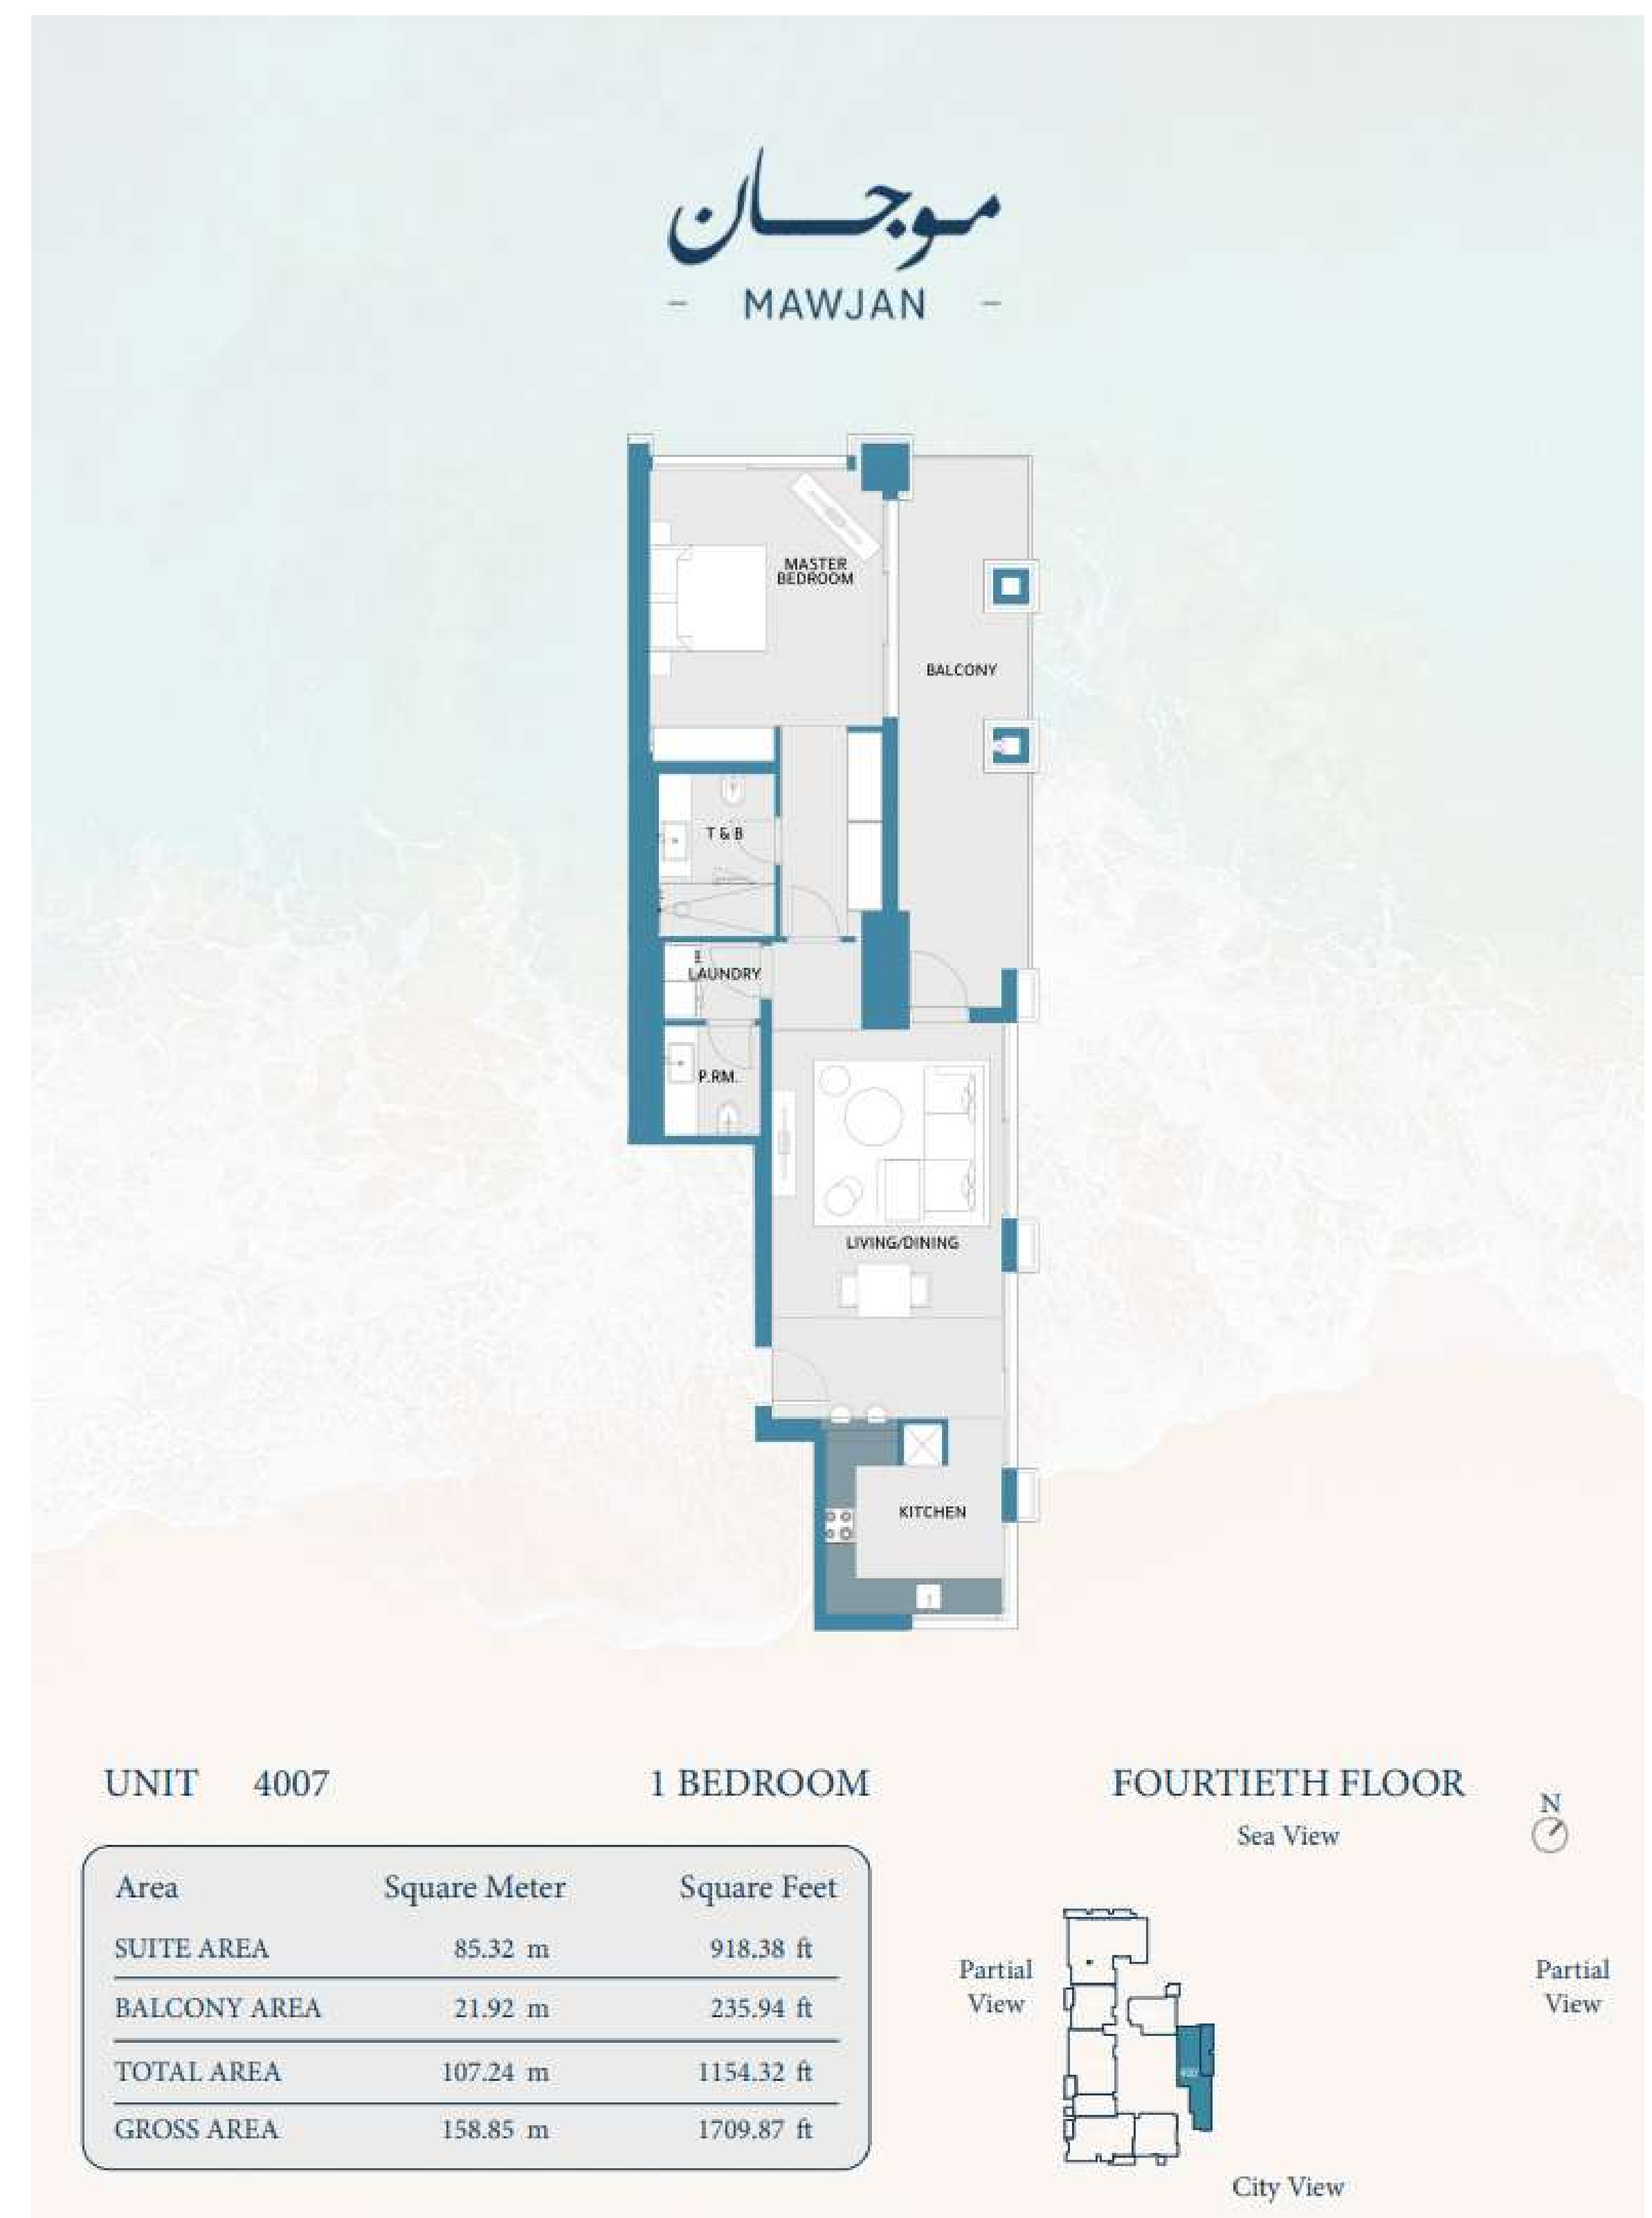 موجان
MAWJAN
MASTER
BEDROOM
BALCONY
T & B
LAUNDRY
P.RM.
LIVING/DINING
KITCHEN
UNIT 4007
1 BEDROOM
FOURTIETH FLOOR
Sea View
N
Area Square Meter Square Feet
SUITE AREA 85.32 m 918.38 ft
BALCONY AREA 21.92 m 235.94 ft
TOTAL AREA 107.24 m 1154.32 ft
GROSS AREA 158.85 m 1709.87 ft
Partial
View
Partial
View
City View